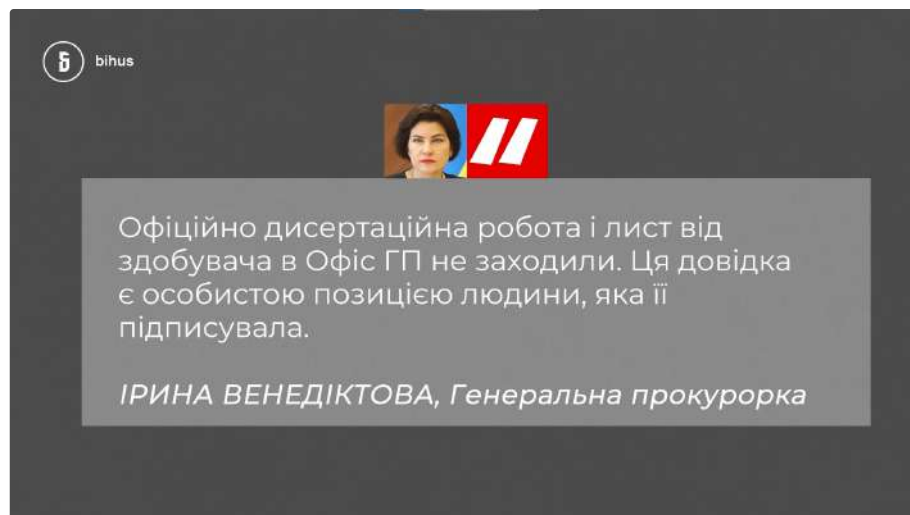 bihus
Офіційно дисертаційна робота і лист від
здобувача в Офіс ГП не заходили. Ця довідка
є особистою позицією людини, яка її
підписувала.
ІРИНА ВЕНЕДІКТОВА, Генеральна прокурорка